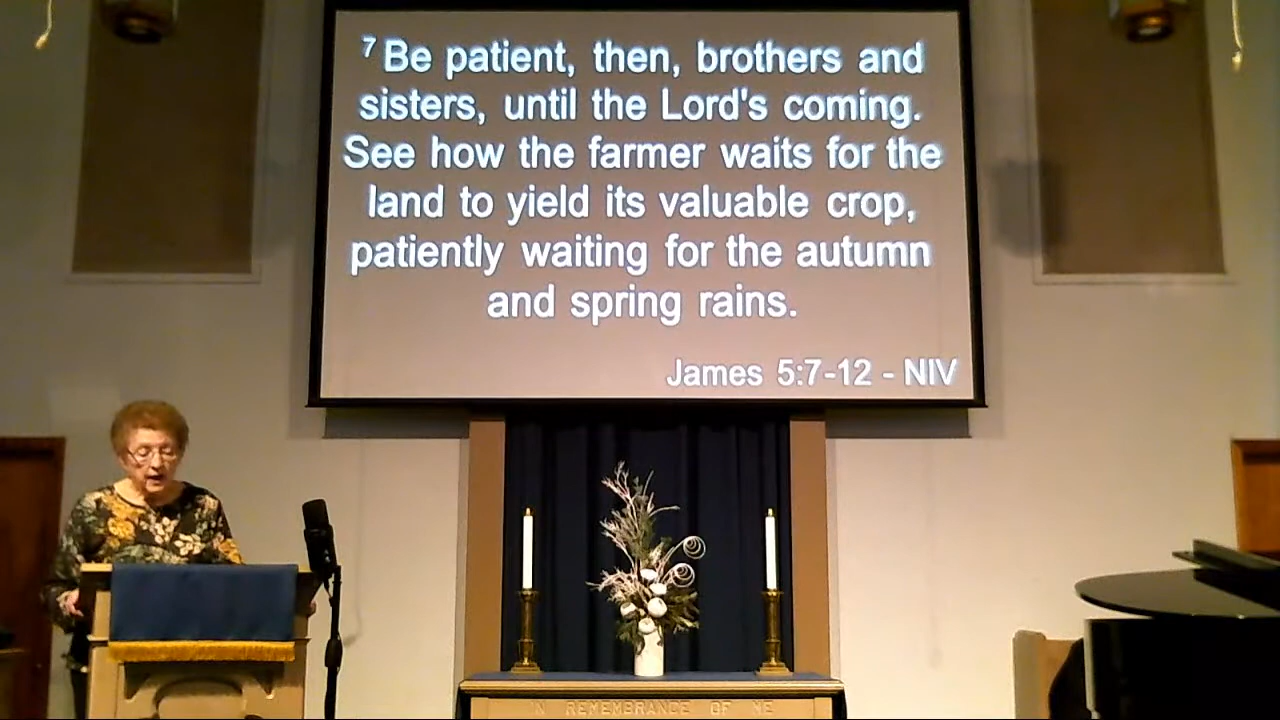 7 Be patient, then, brothers and
sisters, until the Lord's coming.
See how the farmer waits for the
land to yield its valuable crop,
patiently waiting for the autumn
and spring rains.
James 5:7-12 - NIV
IN REMEMBRANCE OF ME